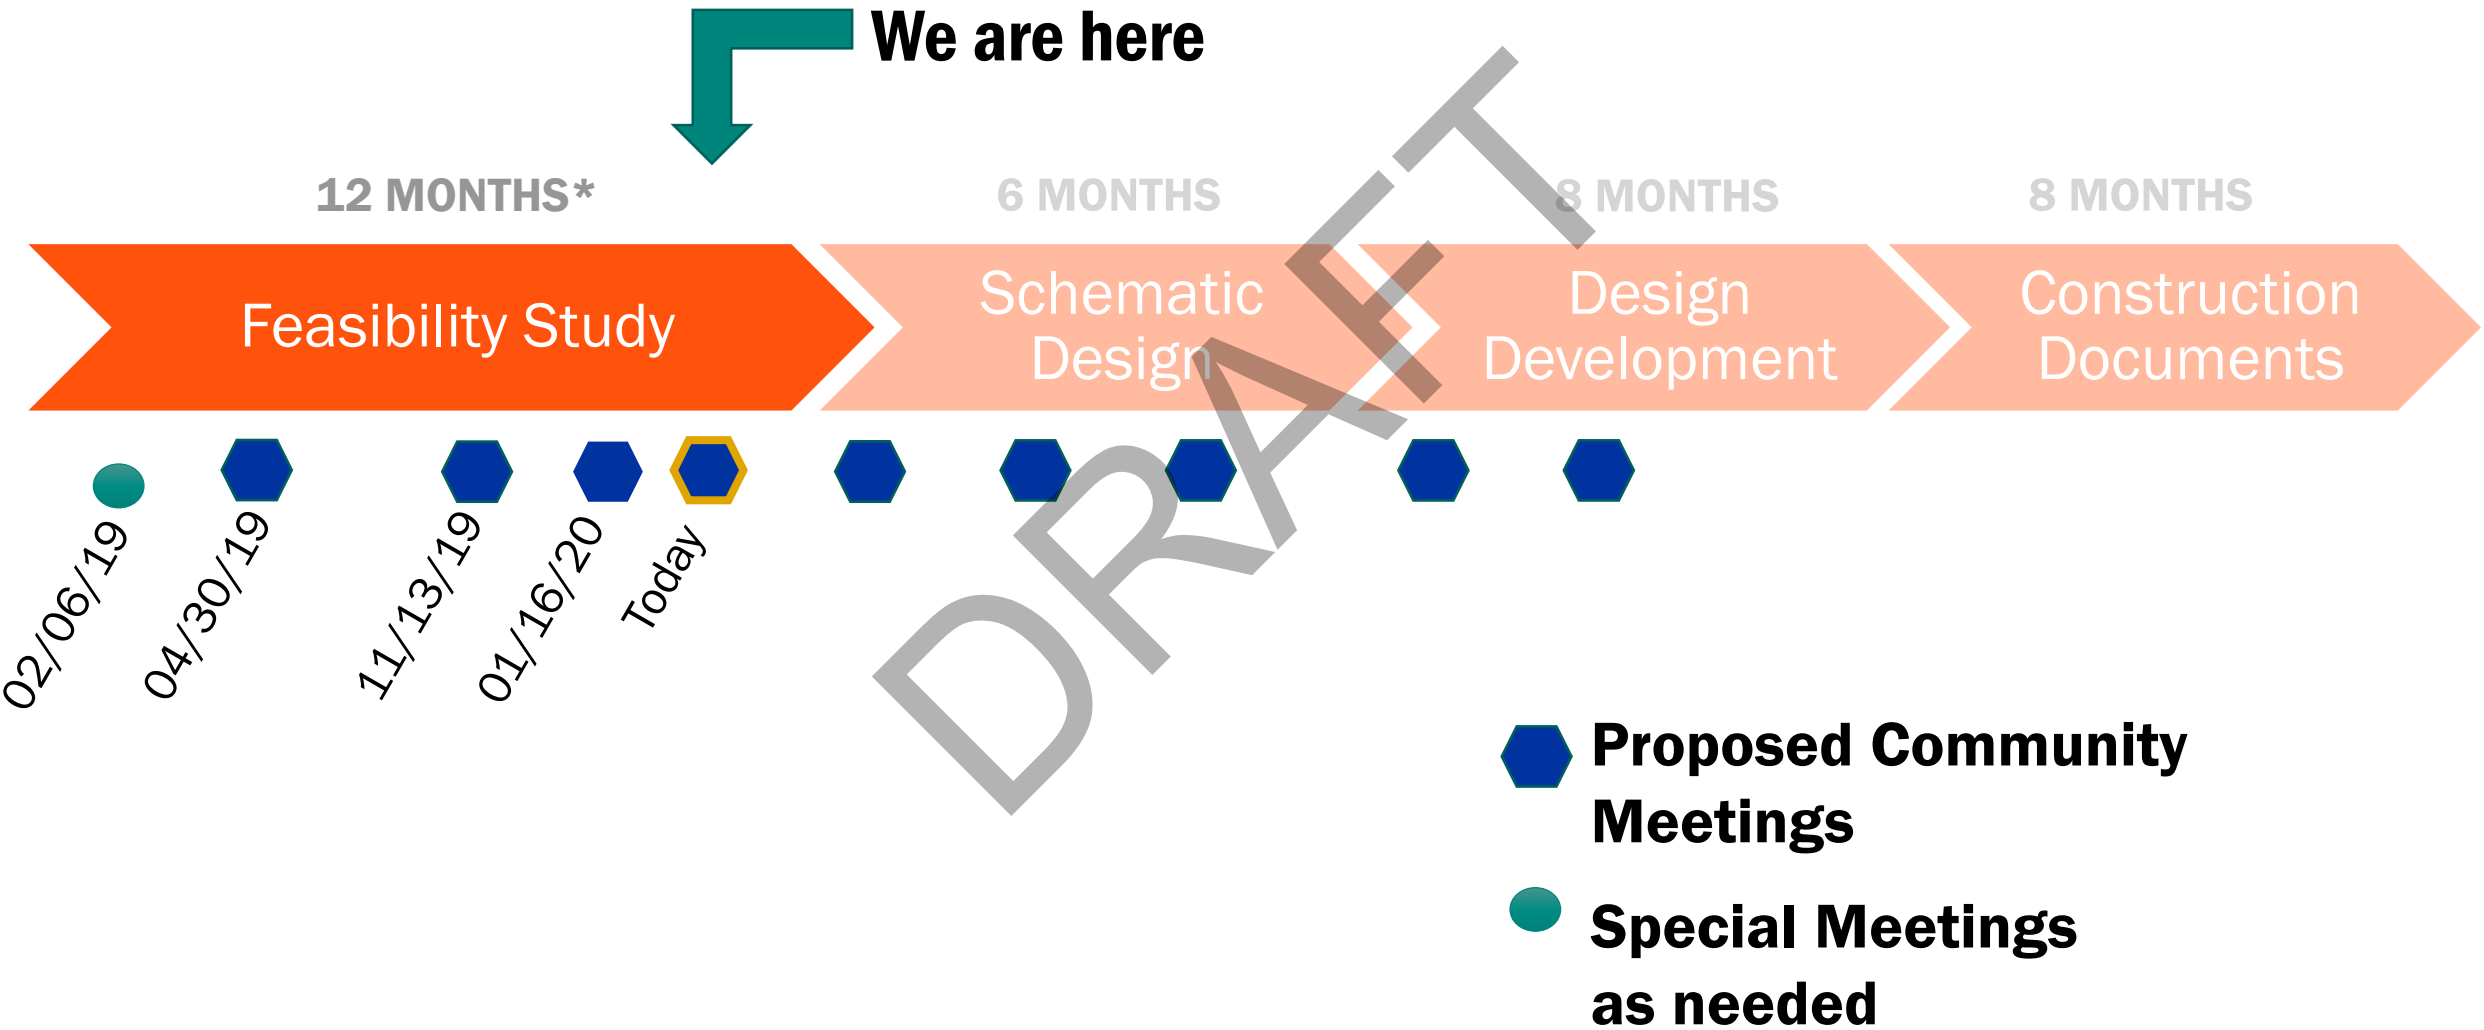 We are here
12 MONTHS*
6 MONTHS
8 MONTHS
8 MONTHS
Feasibility Study
Schematic
Design
Design
Development
Construction
Documents
02/06/19
04/30/19
11/13/19
01/16/20
Today
DRAFT
Proposed Community
Meetings
Special Meetings
as needed